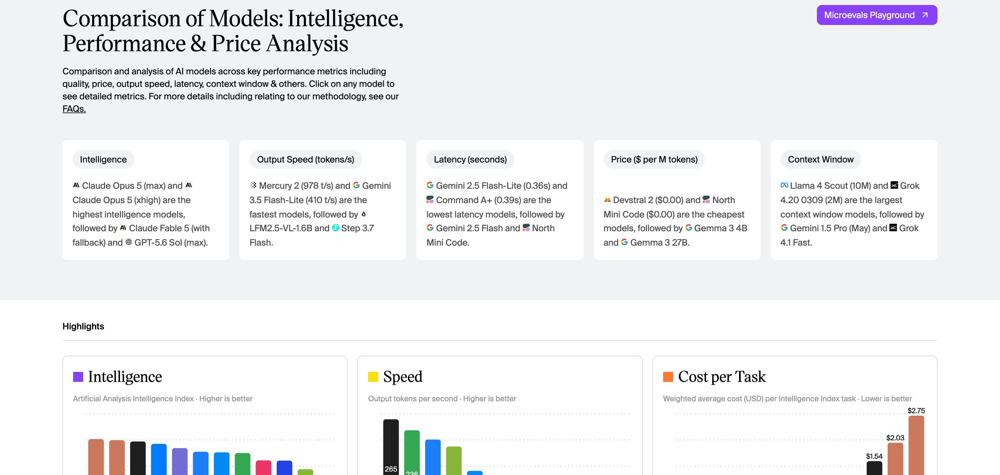 Comparison of Models: Intelligence,
Performance & Price Analysis
Microevals Playground
Comparison and analysis of AI models across key performance metrics including
quality, price, output speed, latency, context window & others. Click on any model to
see detailed metrics. For more details including relating to our methodology, see our
FAQs.
Intelligence
Claude Opus 5 (max) and
Claude Opus 5 (xhigh) are the
highest intelligence models,
followed by Claude Fable 5 (with
fallback) and GPT-5.6 Sol (max).
Output Speed (tokens/s)
Mercury 2 (978 t/s) and Gemini
3.5 Flash-Lite (410 t/s) are the
fastest models, followed by
LFM2.5-VL-1.6B and Step 3.7
Flash.
Latency (seconds)
Gemini 2.5 Flash-Lite (0.36s) and
Command A+ (0.39s) are the
lowest latency models, followed by
Gemini 2.5 Flash and North
Mini Code.
Price ($ per M tokens)
Devstral 2 ($0.00) and North
Mini Code ($0.00) are the cheapest
models, followed by Gemma 3 4B
and Gemma 3 27B.
Context Window
Llama 4 Scout (10M) and Grok
4.20 0309 (2M) are the largest
context window models, followed by
Gemini 1.5 Pro (May) and Grok
4.1 Fast.
Highlights
Intelligence
Artificial Analysis Intelligence Index · Higher is better
Speed
Output tokens per second · Higher is better
265
236
Cost per Task
Weighted average cost (USD) per Intelligence Index task · Lower is better
$1.54
$2.03
$2.75